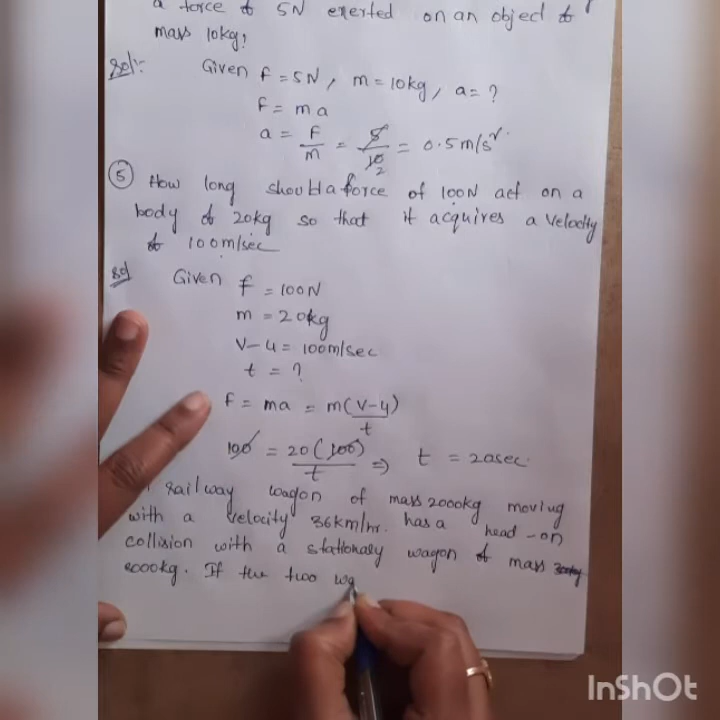 a force of 5N exerted on an object of
mass 10kg?
Sol:- Given F = 5N, m = 10kg, a = ?
F = ma
a = F/m = 5/10 2 = 0.5 m/s²
⑤ How long should a force of 100N act on a
body of 20kg so that it acquires a velocity
of 100m/sec
Sol Given F = 100N
m = 20kg
V-u = 100m/sec
t = ?
F = ma = m(V-u)/t
100 = 20(100)/t ⇒ t = 20sec.
railway wagon of mass 2000kg moving
with a velocity 36km/hr. has a head-on
collision with a stationary wagon of mass
2000kg. If the two wa
InShOt